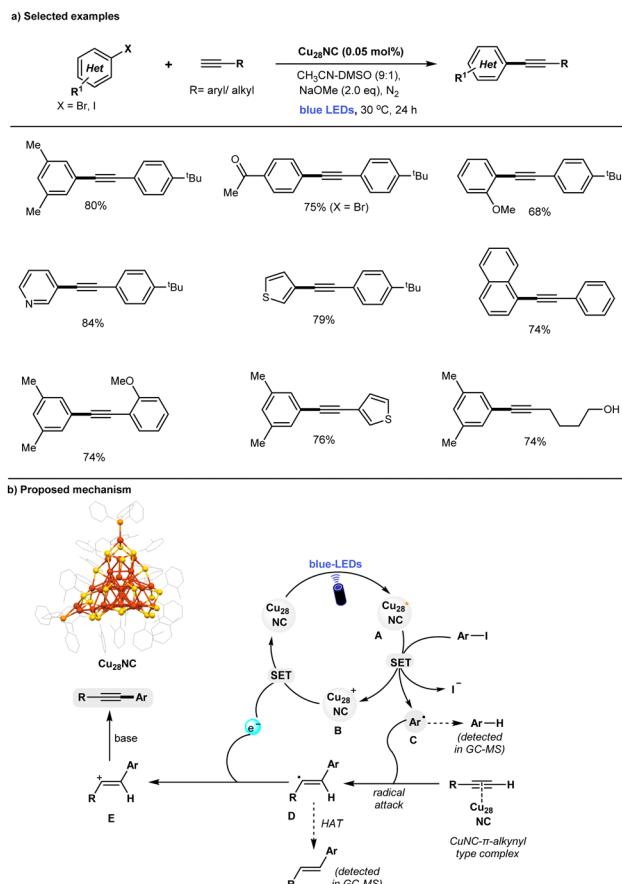 a) Selected examples
X
Het
R¹
X = Br, I
+
R
R= aryl/ alkyl
Cu₂₈NC (0.05 mol%)
CH₃CN-DMSO (9:1),
NaOMe (2.0 eq), N₂
blue LEDs, 30 ºC, 24 h
Het
R¹
R
Me
Me
ᵗBu
80%
O
Me
ᵗBu
75% (X = Br)
OMe
ᵗBu
68%
N
ᵗBu
84%
S
ᵗBu
79%
74%
Me
MeO
Me
74%
Me
Me
S
76%
Me
Me
OH
74%
b) Proposed mechanism
Cu₂₈NC
blue-LEDs
Cu₂₈
NC
Cu₂₈*
NC
A
Ar—I
SET
I⁻
SET
Cu₂₈⁺
NC
B
Ar•
C
Ar—H
(detected
in GC-MS)
R
Ar
base
e⁻
radical
attack
R
H
Cu₂₈
NC
CuNC-π-alkynyl
type complex
Ar
+
R
H
E
Ar
•
R
H
D
HAT
Ar
R
(detected
in GC-MS)